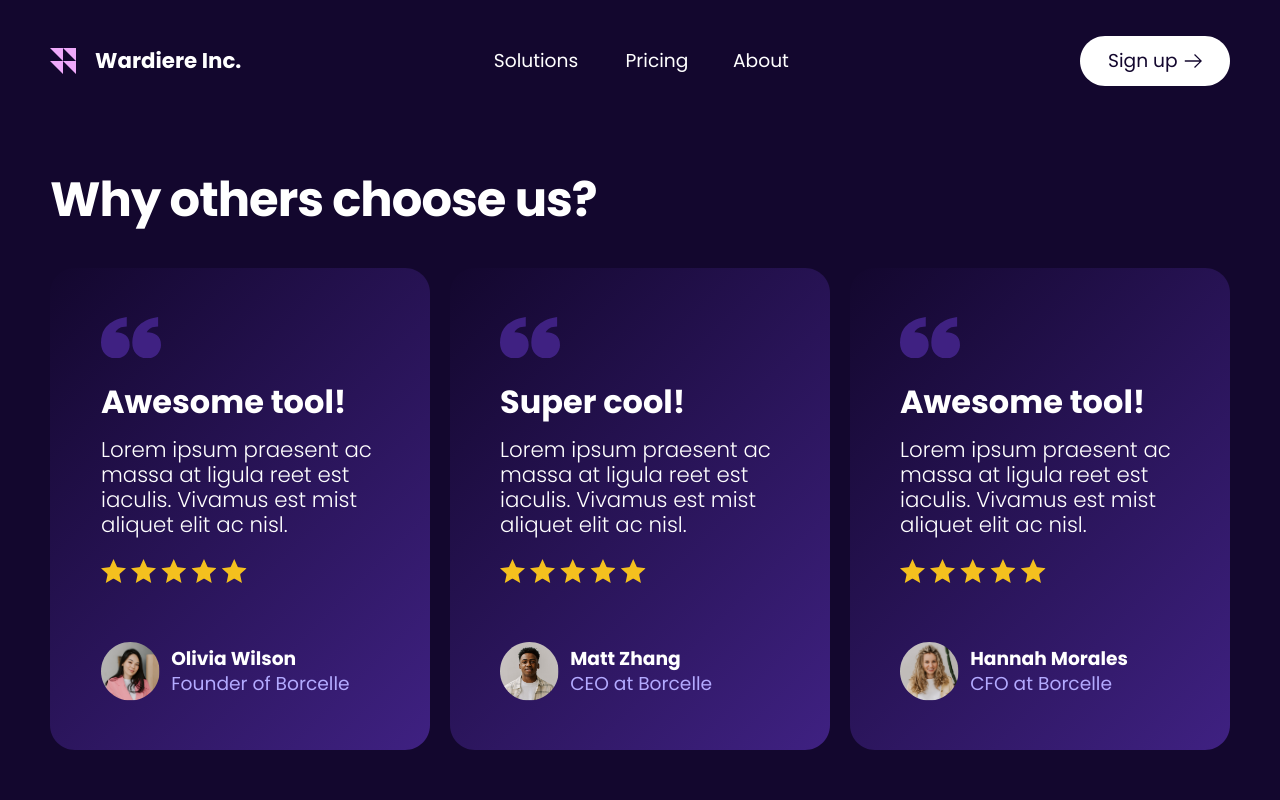 Wardiere Inc.
Solutions
Pricing
About
Sign up →
Why others choose us?
Awesome tool!
Lorem ipsum praesent ac
massa at ligula reet est
iaculis. Vivamus est mist
aliquet elit ac nisl.
Olivia Wilson
Founder of Borcelle
Super cool!
Lorem ipsum praesent ac
massa at ligula reet est
iaculis. Vivamus est mist
aliquet elit ac nisl.
Matt Zhang
CEO at Borcelle
Awesome tool!
Lorem ipsum praesent ac
massa at ligula reet est
iaculis. Vivamus est mist
aliquet elit ac nisl.
Hannah Morales
CFO at Borcelle